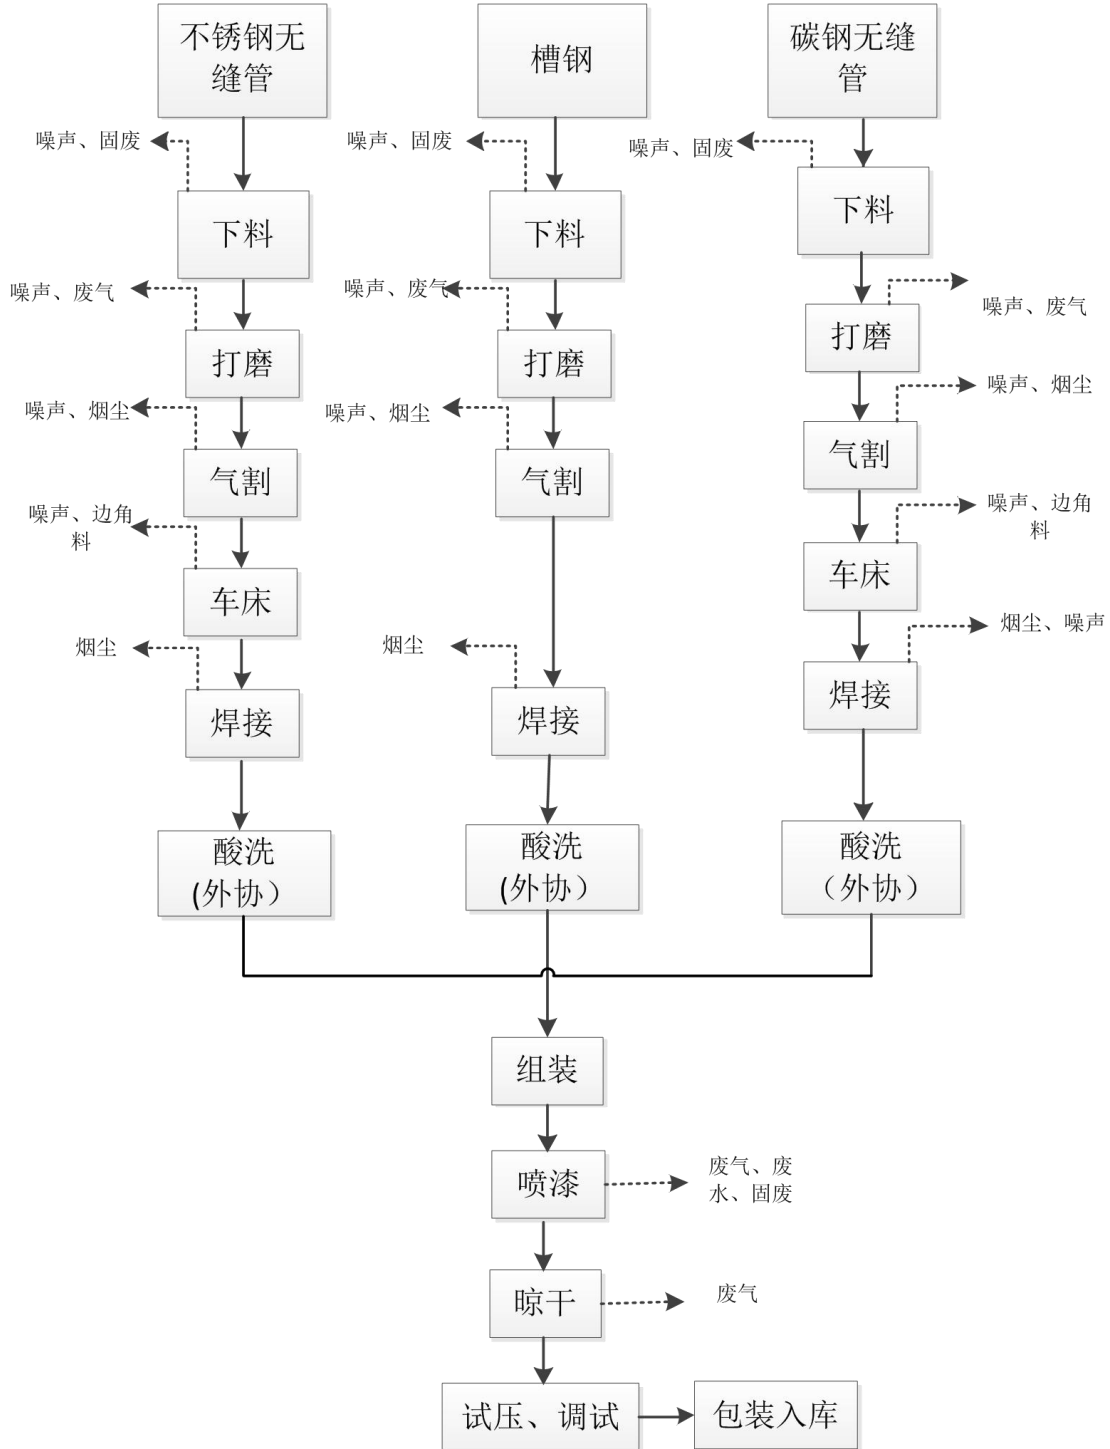 不锈钢无
缝管
槽钢
碳钢无缝
管
噪声、固废
噪声、固废
噪声、固废
下料
下料
下料
噪声、废气
噪声、废气
噪声、废气
打磨
打磨
打磨
噪声、烟尘
噪声、烟尘
噪声、烟尘
气割
气割
气割
噪声、边角
料
噪声、边角
料
车床
车床
烟尘
烟尘
烟尘、噪声
焊接
焊接
焊接
酸洗
(外协）
酸洗
(外协）
酸洗
（外协）
组装
喷漆
废气、废
水、固废
晾干
废气
试压、调试
包装入库